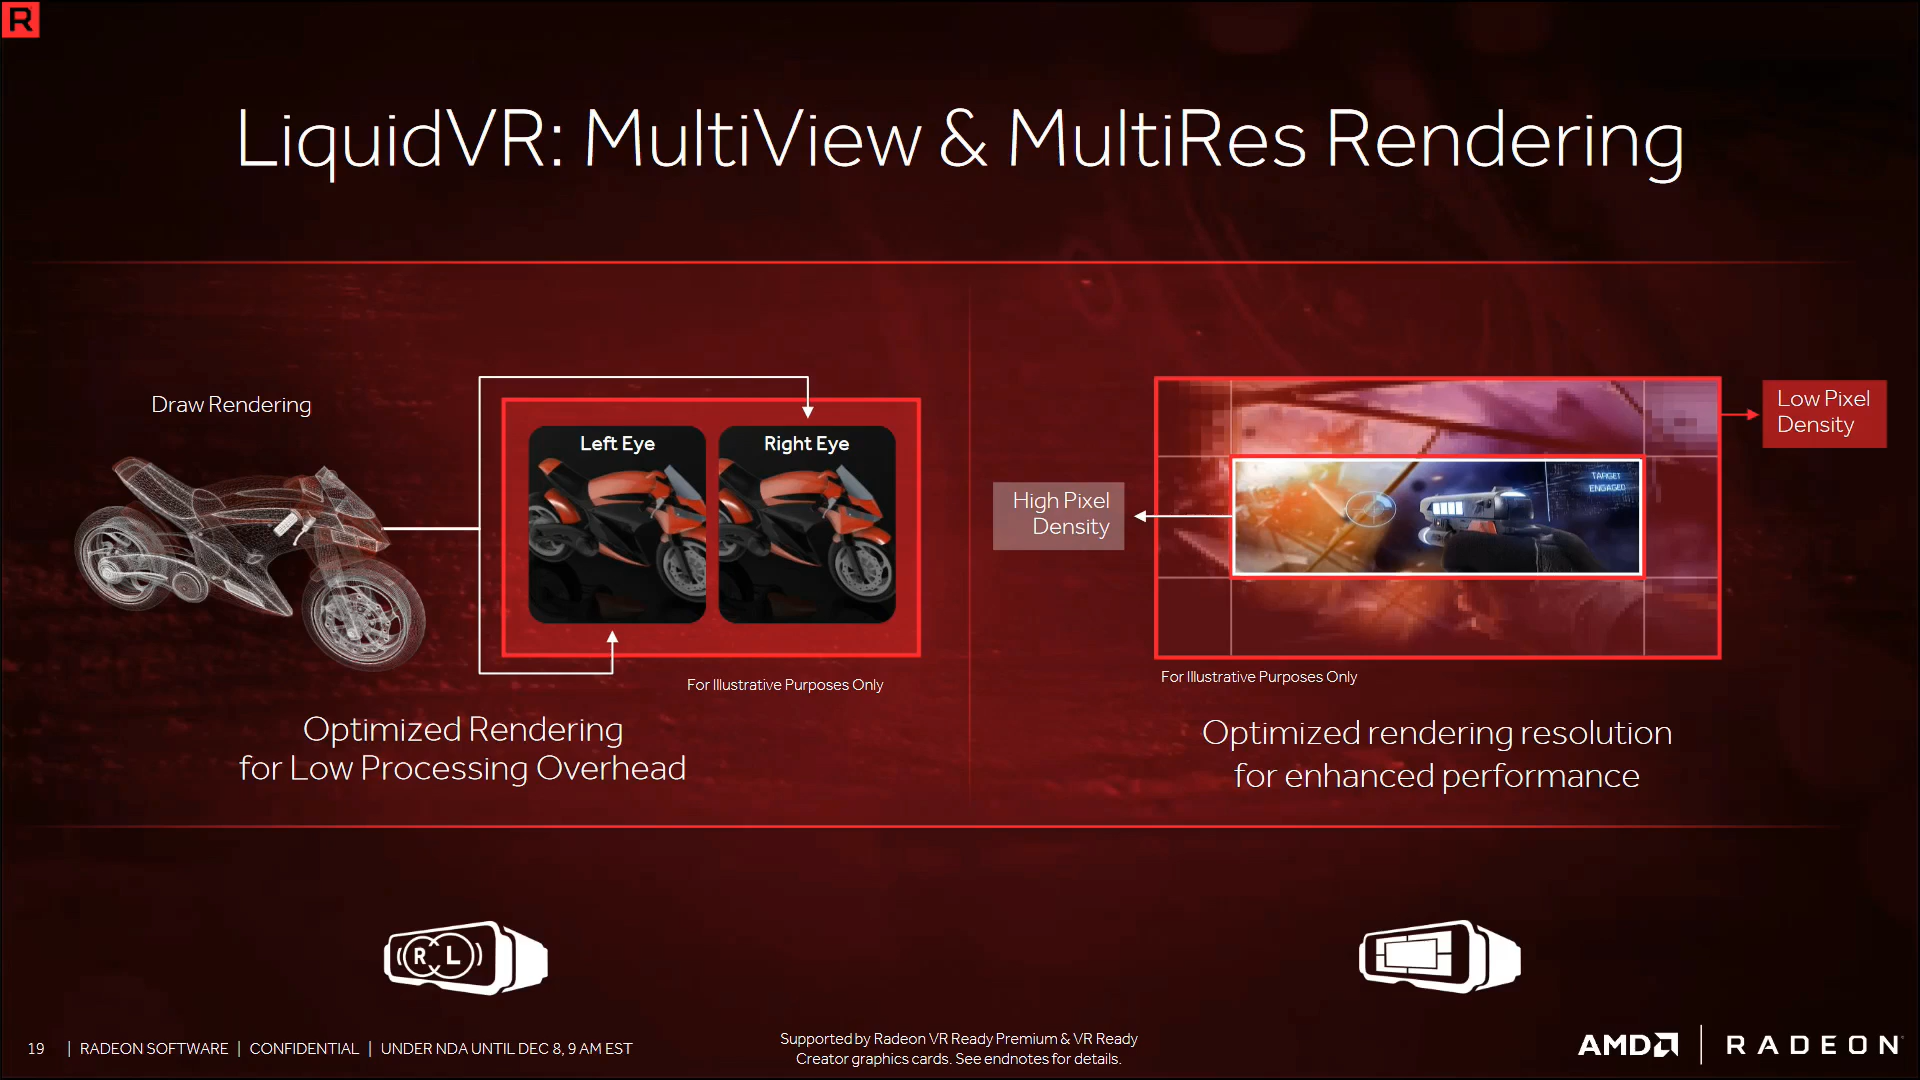 R
LiquidVR: MultiView & MultiRes Rendering
Draw Rendering
Left Eye
Right Eye
For Illustrative Purposes Only
Optimized Rendering
for Low Processing Overhead
Low Pixel
Density
High Pixel
Density
TARGET
ENGAGED
For Illustrative Purposes Only
Optimized rendering resolution
for enhanced performance
R L
19 | RADEON SOFTWARE | CONFIDENTIAL | UNDER NDA UNTIL DEC 8, 9 AM EST
Supported by Radeon VR Ready Premium & VR Ready
Creator graphics cards. See endnotes for details.
AMD | RADEON